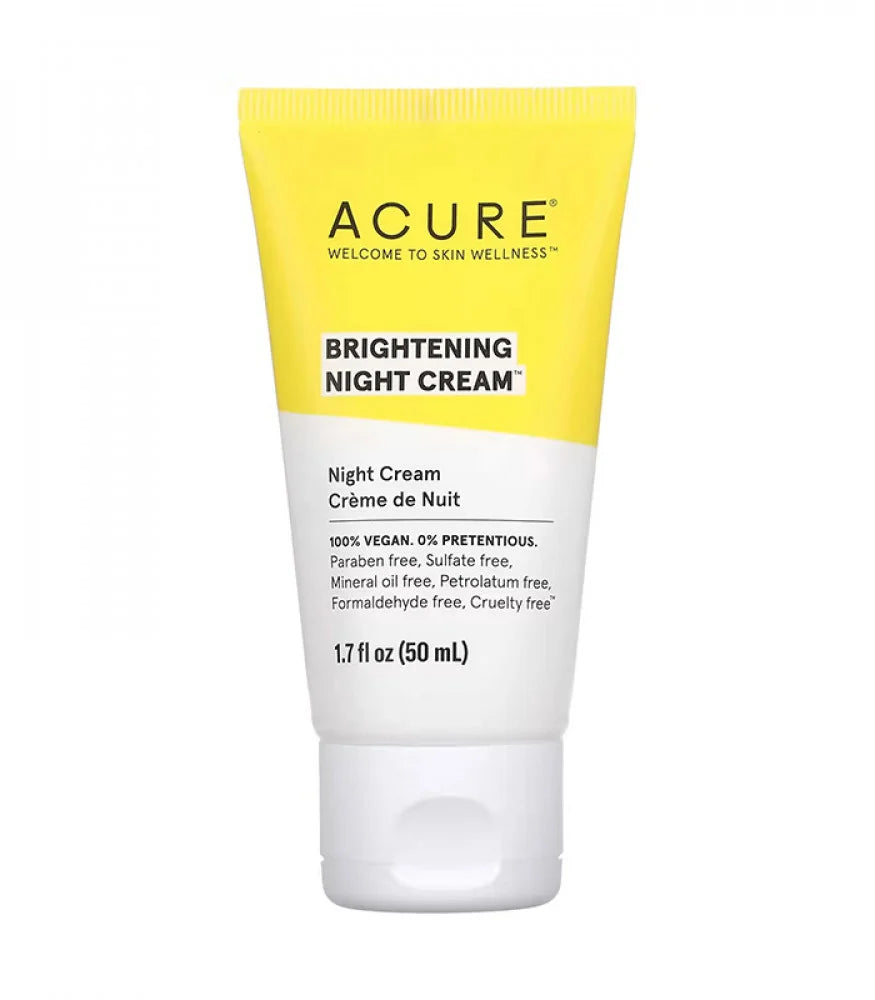 ACURE®
WELCOME TO SKIN WELLNESS™
BRIGHTENING
NIGHT CREAM™
Night Cream
Crème de Nuit
100% VEGAN. 0% PRETENTIOUS.
Paraben free, Sulfate free,
Mineral oil free, Petrolatum free,
Formaldehyde free, Cruelty free™
1.7 fl oz (50 mL)